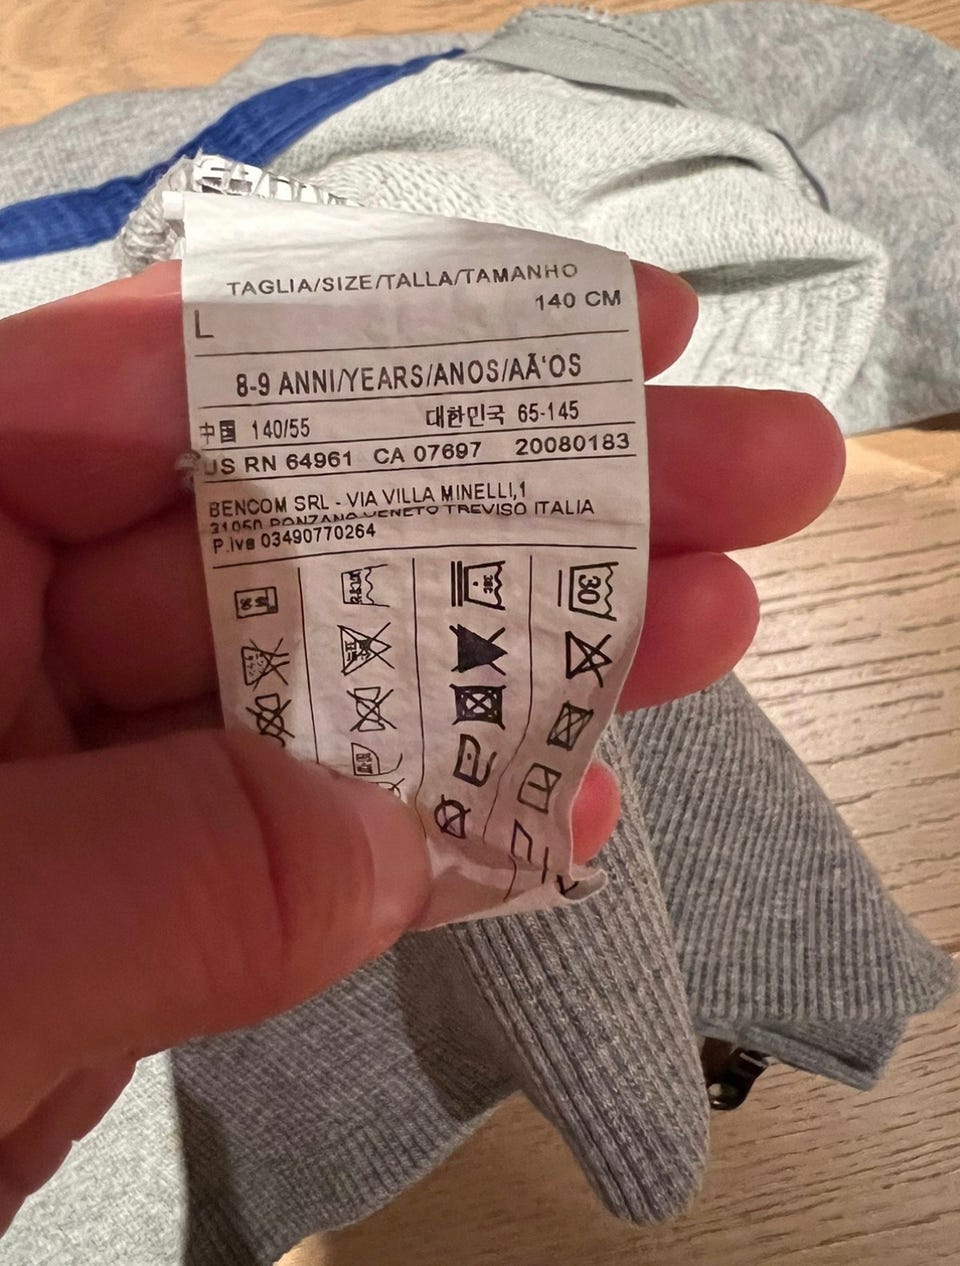 TAGLIA/SIZE/TALLA/TAMANHO
140 CM
L
8-9 ANNI/YEARS/ANOS/AÃ'OS
中国 140/55 대한민국 65-145
US RN 64961 CA 07697 20080183
BENCOM SRL - VIA VILLA MINELLI,1
31050 PONZANO VENETO TREVISO ITALIA
P.iva 03490770264
30